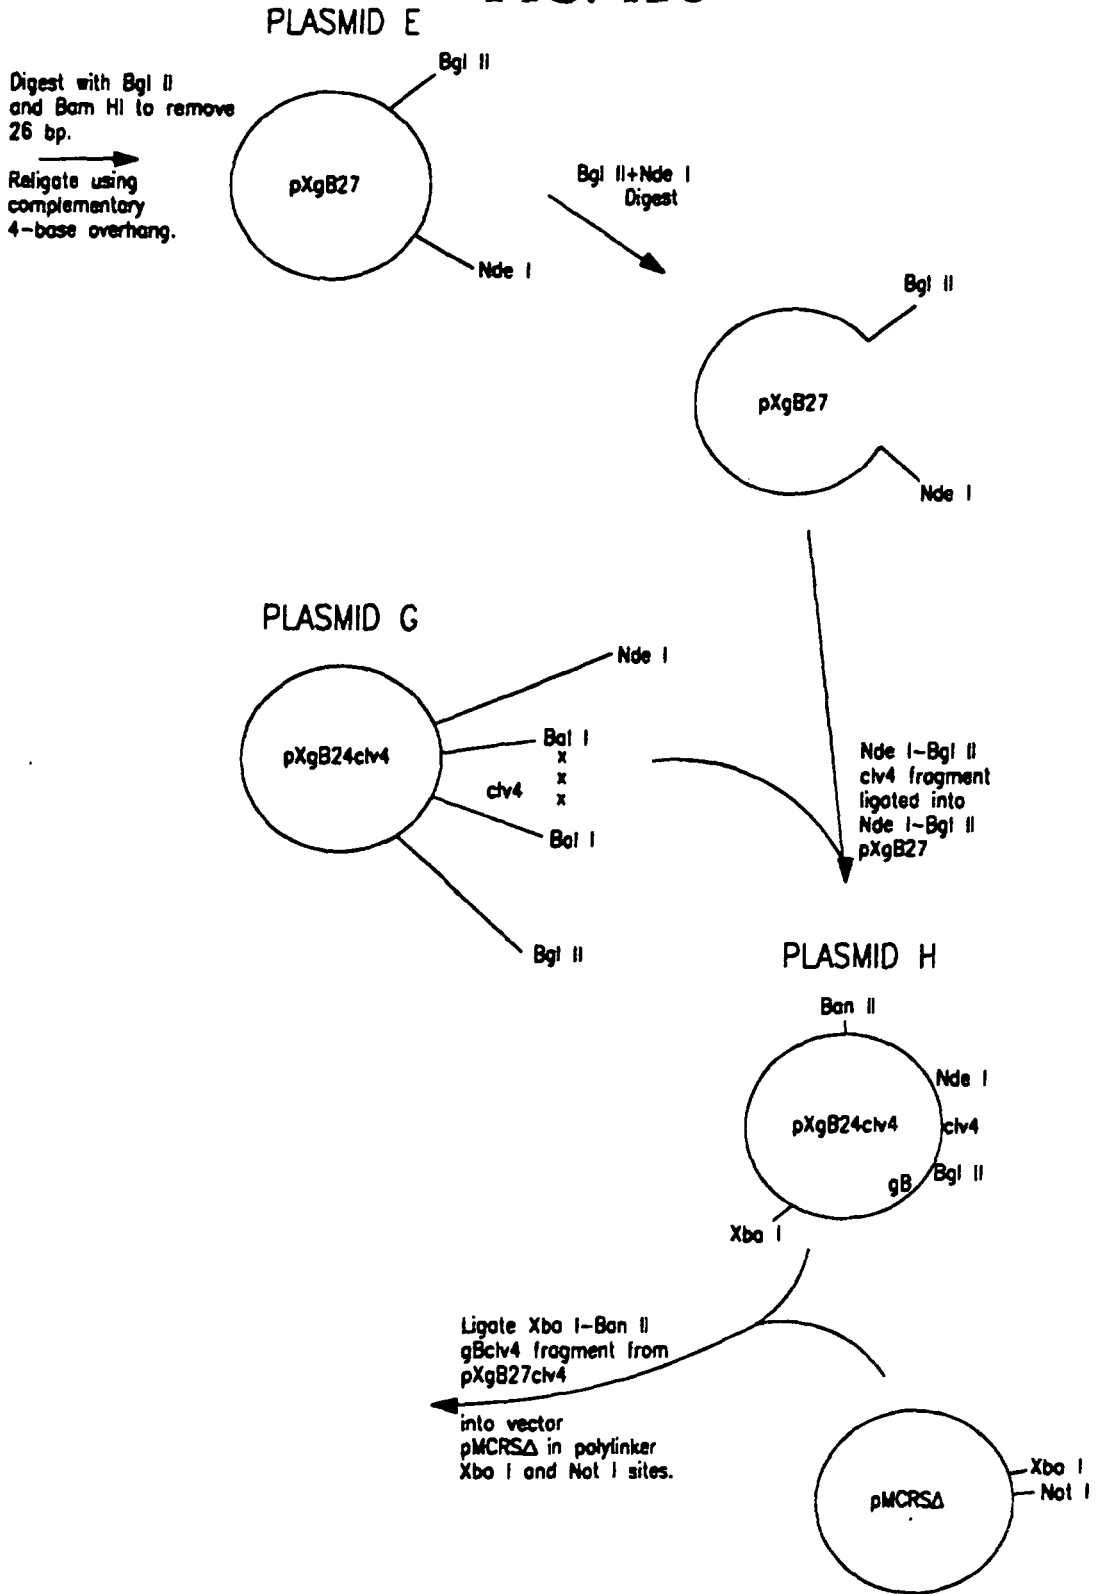 PLASMID E
Bgl II
Digest with Bgl II
and Bam HI to remove
26 bp.
Religate using
complementary
4-base overhang.
pXgB27
Nde I
Bgl II+Nde I
Digest
Bgl II
pXgB27
Nde I
PLASMID G
Nde I
pXgB24clv4
Bal I
x
x
x
clv4
Bal I
Bgl II
Nde I-Bgl II
clv4 fragment
ligated into
Nde I-Bgl II
pXgB27
PLASMID H
Ban II
Nde I
pXgB24clv4
clv4
Bgl II
gB
Xba I
Ligate Xba I-Ban II
gBclv4 fragment from
pXgB27clv4
into vector
pMCRSΔ in polylinker
Xba I and Not I sites.
Xba I
Not I
pMCRSΔ